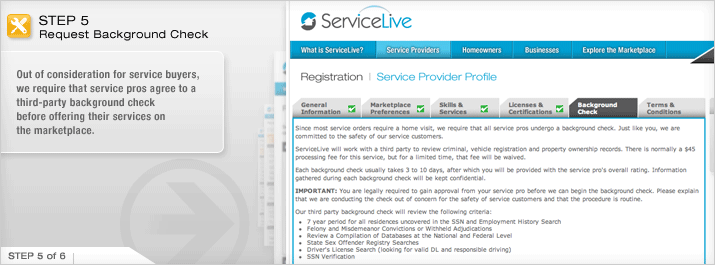 STEP 5
Request Background Check
Out of consideration for service buyers,
we require that service pros agree to a
third-party background check
before offering their services on
the marketplace.
STEP 5 of 6
ServiceLive
What is ServiceLive? Service Providers Homeowners Businesses Explore the Marketplace
Registration | Service Provider Profile
General Information Marketplace Preferences Skills & Services Licenses & Certifications Background Check Terms & Conditions
Since most service orders require a home visit, we require that all service pros undergo a background check. Just like you, we are
committed to the safety of our service customers.
ServiceLive will work with a third party to review criminal, vehicle registration and property ownership records. There is normally a $45
processing fee for this service, but for a limited time, that fee will be waived.
Each background check usually takes 3 to 10 days, after which you will be provided with the service pro's overall rating. Information
gathered during each background check will be kept confidential.
IMPORTANT: You are legally required to gain approval from your service pro before we can begin the background check. Please explain
that we are conducting the check out of concern for the safety of service customers and that the procedure is routine.
Our third party background check will review the following criteria:
• 7 year period for all residences uncovered in the SSN and Employment History Search
• Felony and Misdemeanor Convictions or Withheld Adjudications
• Review a Compilation of Databases at the National and Federal Level
• State Sex Offender Registry Searches
• Driver's License Search (looking for valid DL and responsible driving)
• SSN Verification